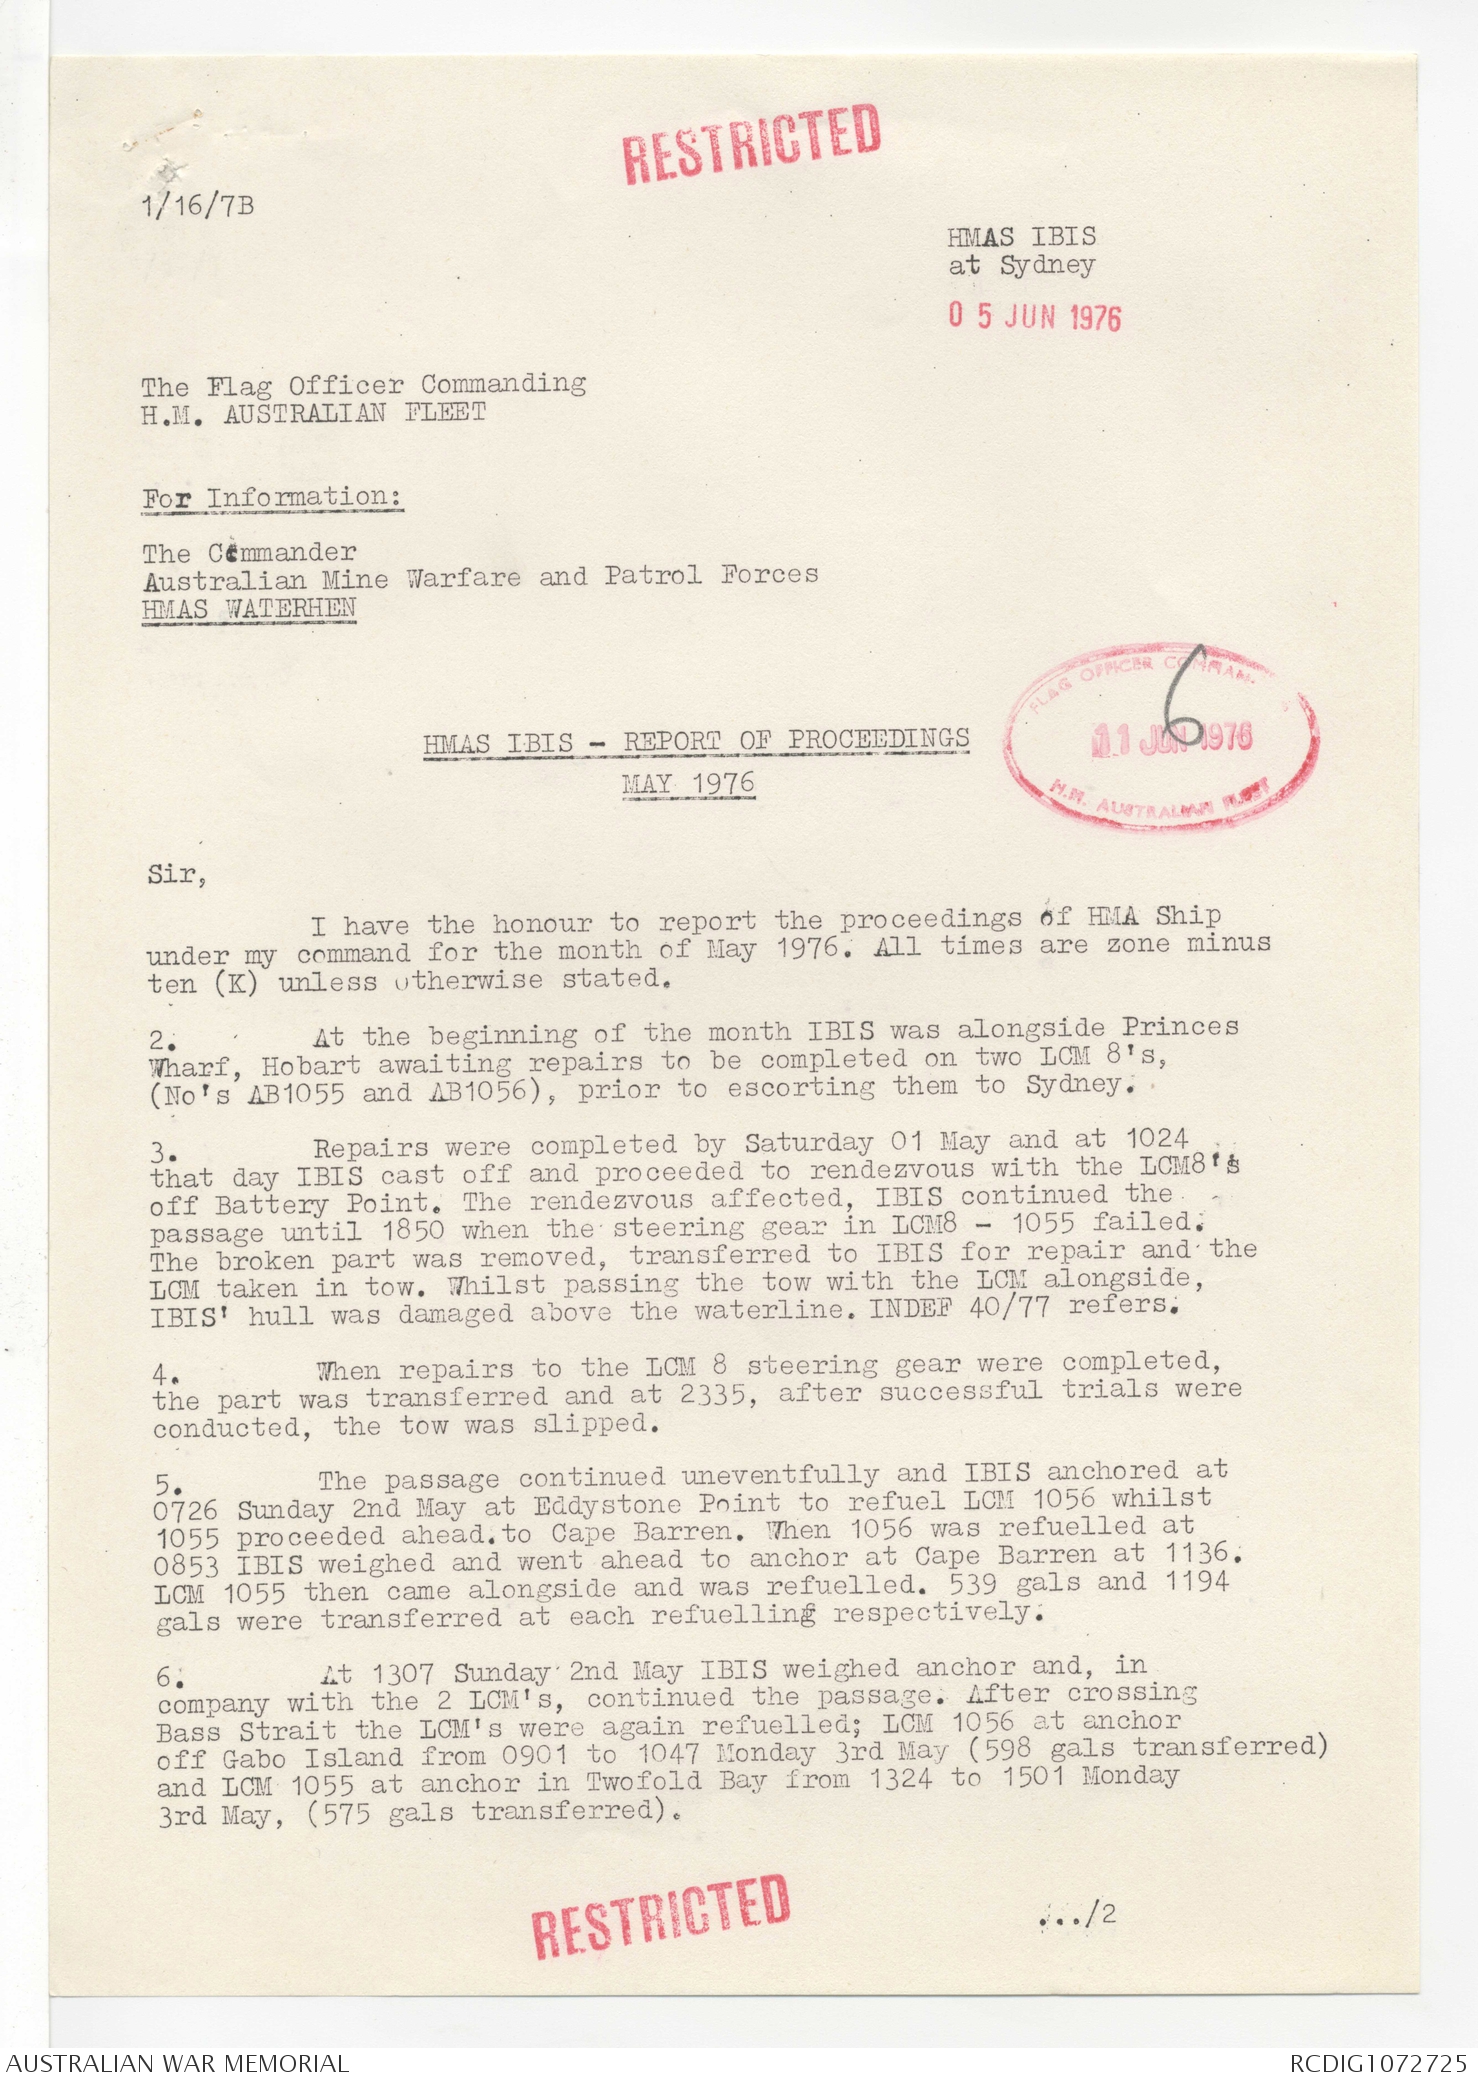 RESTRICTED
1/16/7B
HMAS IBIS
at Sydney
05 JUN 1976
The Flag Officer Commanding
H.M. AUSTRALIAN FLEET
For Information:
The Commander
Australian Mine Warfare and Patrol Forces
HMAS WATERHEN
FLAG OFFICER COMMAN
6
11 JUN 1976
H.M. AUSTRALIAN FLEET
HMAS IBIS - REPORT OF PROCEEDINGS
MAY 1976
Sir,
I have the honour to report the proceedings of HMA Ship
under my command for the month of May 1976. All times are zone minus
ten (K) unless otherwise stated.
2. At the beginning of the month IBIS was alongside Princes
Wharf, Hobart awaiting repairs to be completed on two LCM 8's,
(No's AB1055 and AB1056), prior to escorting them to Sydney.
3. Repairs were completed by Saturday 01 May and at 1024
that day IBIS cast off and proceeded to rendezvous with the LCM8's
off Battery Point. The rendezvous affected, IBIS continued the
passage until 1850 when the steering gear in LCM8 - 1055 failed.
The broken part was removed, transferred to IBIS for repair and the
LCM taken in tow. Whilst passing the tow with the LCM alongside,
IBIS' hull was damaged above the waterline. INDEF 40/77 refers.
4. When repairs to the LCM 8 steering gear were completed,
the part was transferred and at 2335, after successful trials were
conducted, the tow was slipped.
5. The passage continued uneventfully and IBIS anchored at
0726 Sunday 2nd May at Eddystone Point to refuel LCM 1056 whilst
1055 proceeded ahead.to Cape Barren. When 1056 was refuelled at
0853 IBIS weighed and went ahead to anchor at Cape Barren at 1136.
LCM 1055 then came alongside and was refuelled. 539 gals and 1194
gals were transferred at each refuelling respectively.
6. At 1307 Sunday 2nd May IBIS weighed anchor and, in
company with the 2 LCM's, continued the passage. After crossing
Bass Strait the LCM's were again refuelled; LCM 1056 at anchor
off Gabo Island from 0901 to 1047 Monday 3rd May (598 gals transferred)
and LCM 1055 at anchor in Twofold Bay from 1324 to 1501 Monday
3rd May, (575 gals transferred).
RESTRICTED
.../2
AUSTRALIAN WAR MEMORIAL
RCDIG1072725